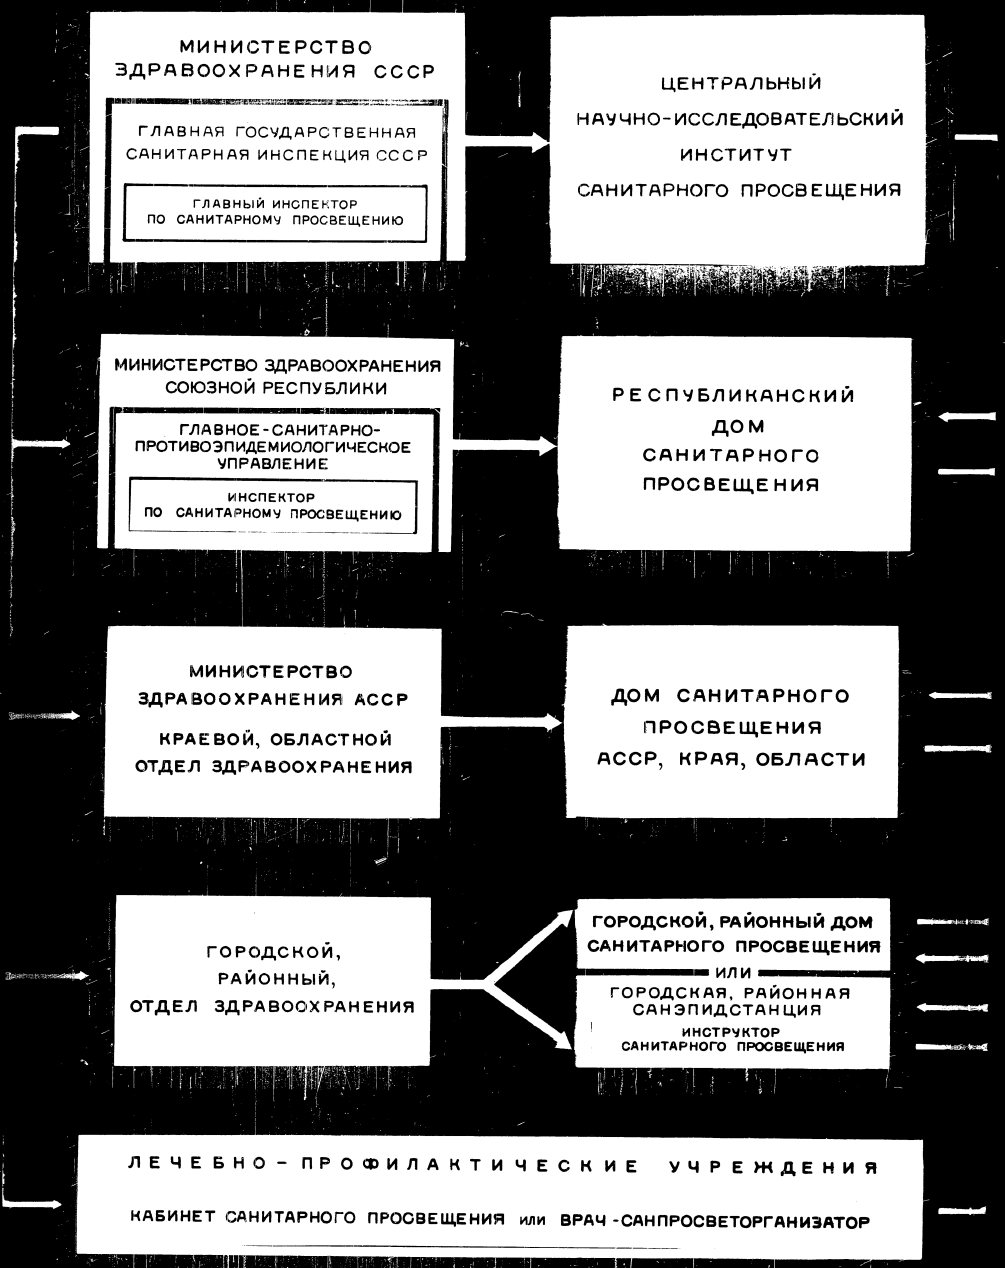 МИНИСТЕРСТВО
ЗДРАВООХРАНЕНИЯ СССР
ГЛАВНАЯ ГОСУДАРСТВЕННАЯ
САНИТАРНАЯ ИНСПЕКЦИЯ СССР
ГЛАВНЫЙ ИНСПЕКТОР
ПО САНИТАРНОМУ ПРОСВЕЩЕНИЮ
ЦЕНТРАЛЬНЫЙ
НАУЧНО-ИССЛЕДОВАТЕЛЬСКИЙ
ИНСТИТУТ
САНИТАРНОГО ПРОСВЕЩЕНИЯ
МИНИСТЕРСТВО ЗДРАВООХРАНЕНИЯ
СОЮЗНОЙ РЕСПУБЛИКИ
ГЛАВНОЕ-САНИТАРНО-
ПРОТИВОЭПИДЕМИОЛОГИЧЕСКОЕ
УПРАВЛЕНИЕ
ИНСПЕКТОР
ПО САНИТАРНОМУ ПРОСВЕЩЕНИЮ
РЕСПУБЛИКАНСКИЙ
ДОМ
САНИТАРНОГО
ПРОСВЕЩЕНИЯ
МИНИСТЕРСТВО
ЗДРАВООХРАНЕНИЯ АССР
КРАЕВОЙ, ОБЛАСТНОЙ
ОТДЕЛ ЗДРАВООХРАНЕНИЯ
ДОМ САНИТАРНОГО
ПРОСВЕЩЕНИЯ
АССР, КРАЯ, ОБЛАСТИ
ГОРОДСКОЙ,
РАЙОННЫЙ,
ОТДЕЛ ЗДРАВООХРАНЕНИЯ
ГОРОДСКОЙ, РАЙОННЫЙ ДОМ
САНИТАРНОГО ПРОСВЕЩЕНИЯ
ИЛИ
ГОРОДСКАЯ, РАЙОННАЯ
САНЭПИДСТАНЦИЯ
ИНСТРУКТОР
САНИТАРНОГО ПРОСВЕЩЕНИЯ
ЛЕЧЕБНО-ПРОФИЛАКТИЧЕСКИЕ УЧРЕЖДЕНИЯ
КАБИНЕТ САНИТАРНОГО ПРОСВЕЩЕНИЯ ИЛИ ВРАЧ-САНПРОСВЕТОРГАНИЗАТОР